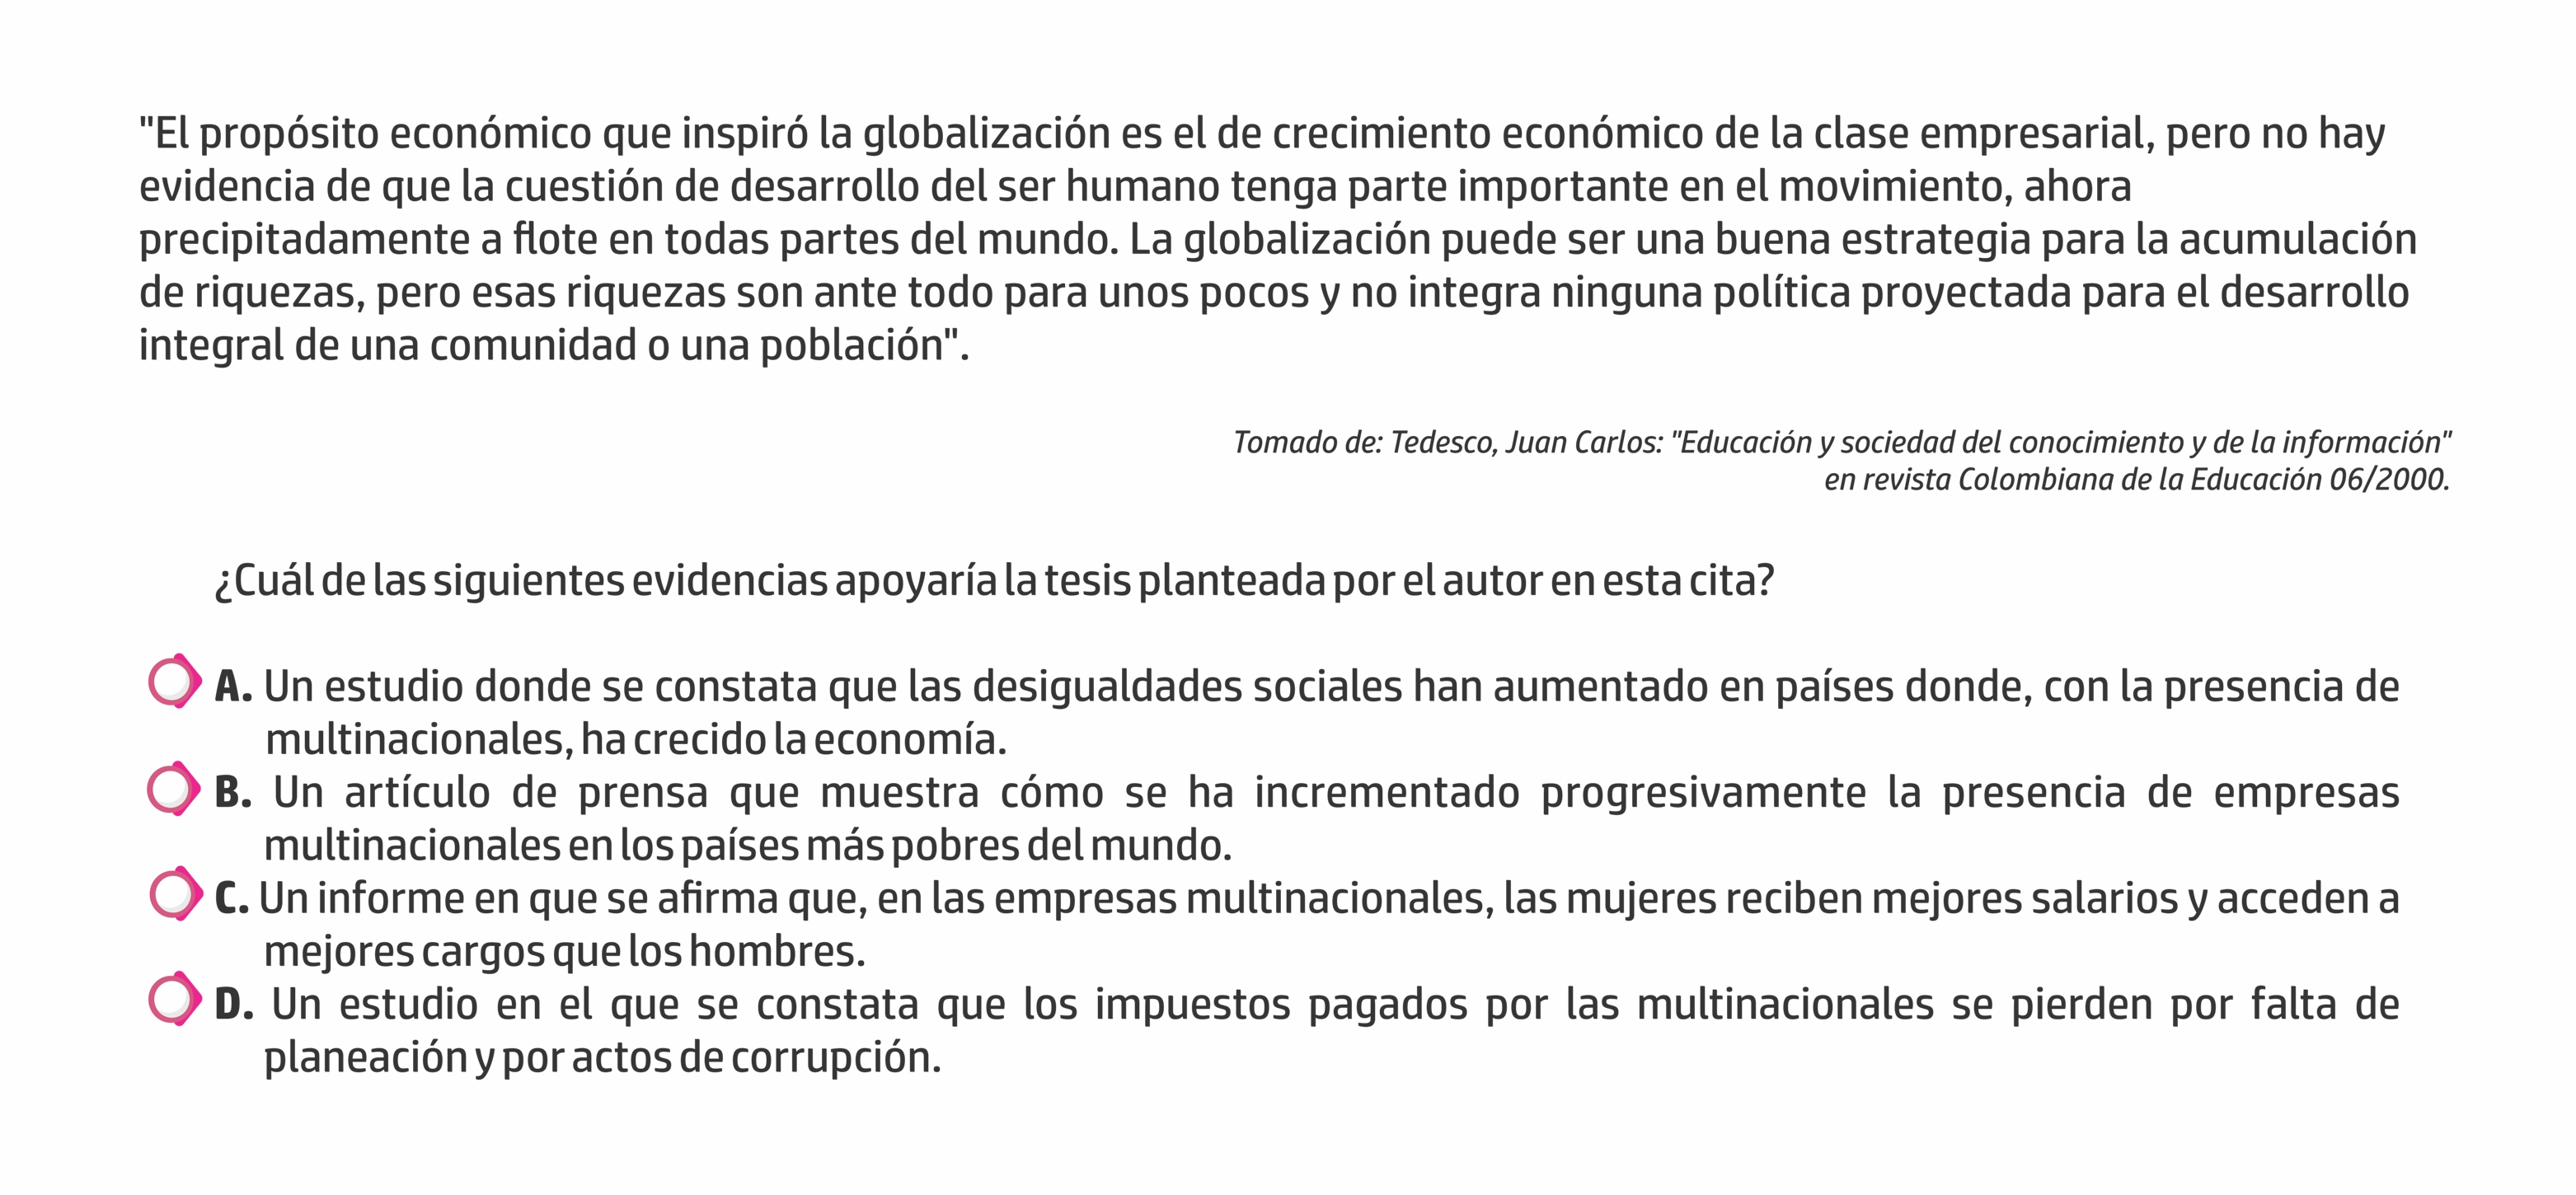 "El propósito económico que inspiró la globalización es el de crecimiento económico de la clase empresarial, pero no hay
evidencia de que la cuestión de desarrollo del ser humano tenga parte importante en el movimiento, ahora
precipitadamente a flote en todas partes del mundo. La globalización puede ser una buena estrategia para la acumulación
de riquezas, pero esas riquezas son ante todo para unos pocos y no integra ninguna política proyectada para el desarrollo
integral de una comunidad o una población".
Tomado de: Tedesco, Juan Carlos: "Educación y sociedad del conocimiento y de la información"
en revista Colombiana de la Educación 06/2000.
¿Cuál de las siguientes evidencias apoyaría la tesis planteada por el autor en esta cita?
A. Un estudio donde se constata que las desigualdades sociales han aumentado en países donde, con la presencia de
multinacionales, ha crecido la economía.
B. Un artículo de prensa que muestra cómo se ha incrementado progresivamente la presencia de empresas
multinacionales en los países más pobres del mundo.
C. Un informe en que se afirma que, en las empresas multinacionales, las mujeres reciben mejores salarios y acceden a
mejores cargos que los hombres.
D. Un estudio en el que se constata que los impuestos pagados por las multinacionales se pierden por falta de
planeación y por actos de corrupción.